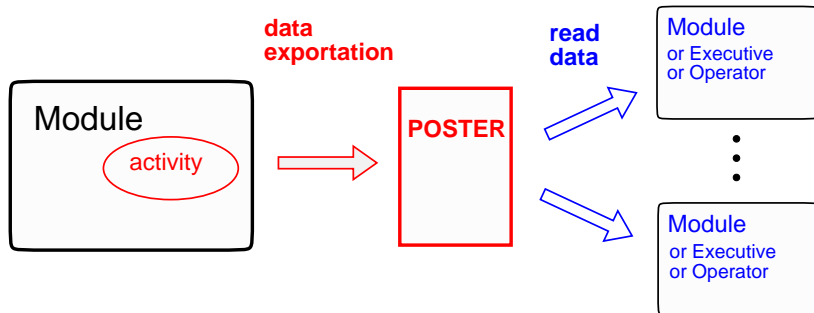 data
exportation
read
data
Module
or Executive
or Operator
Module
activity
POSTER
Module
or Executive
or Operator